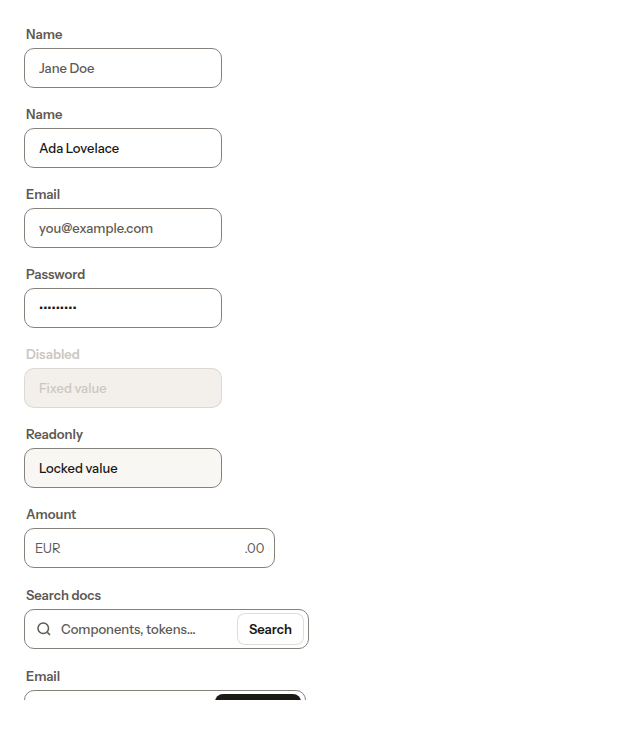 Name
Jane Doe
Name
Ada Lovelace
Email
you@example.com
Password
•••••••••
Disabled
Fixed value
Readonly
Locked value
Amount
EUR .00
Search docs
Components, tokens... Search
Email